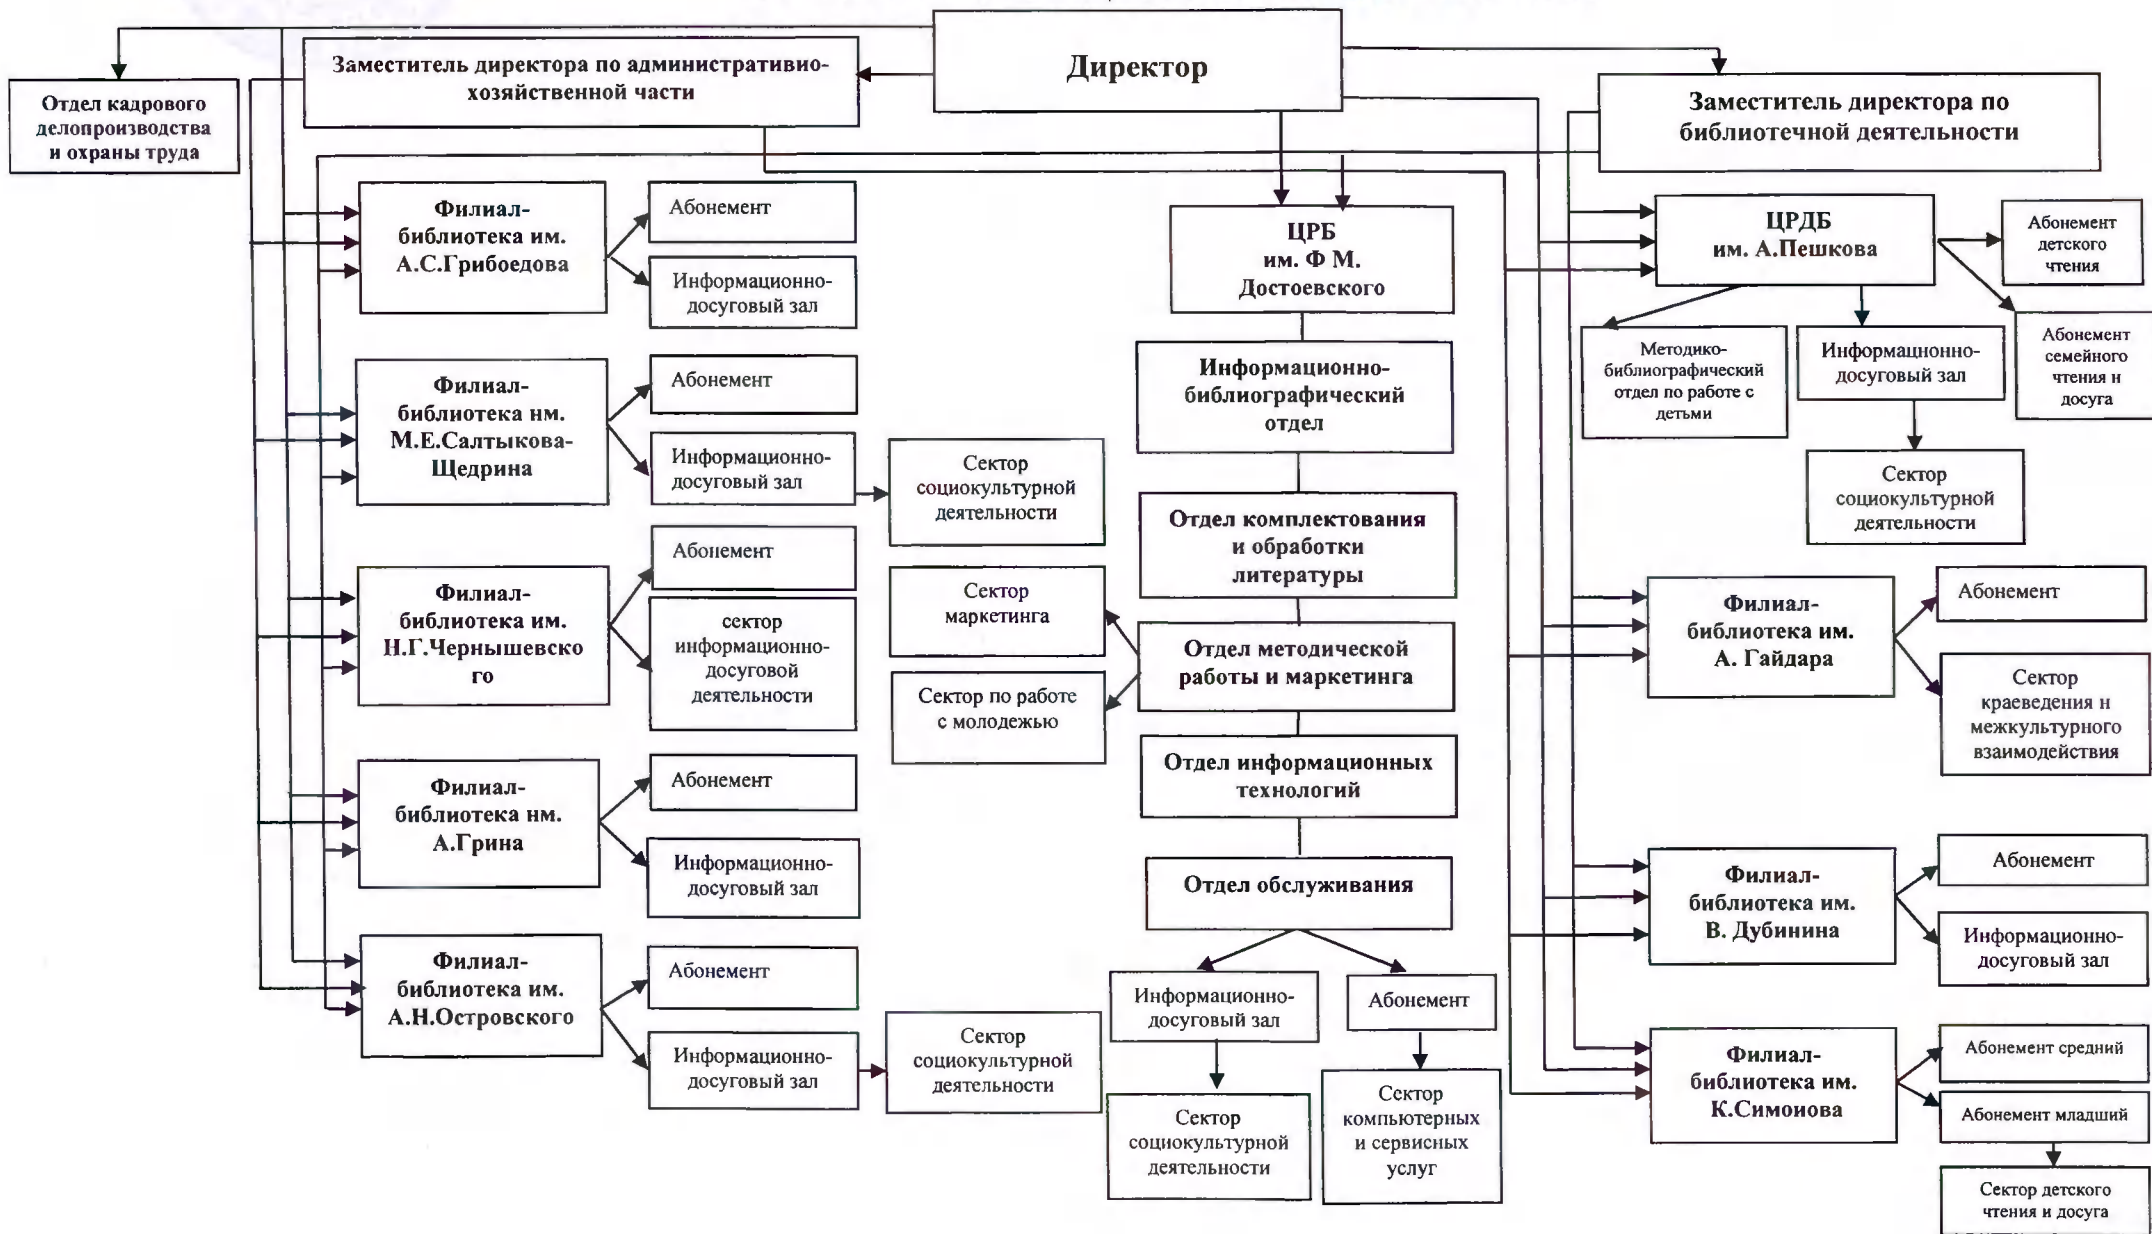 Директор
Заместитель директора по административио-
хозяйственной части
Отдел кадрового
делопроизводства
и охраны труда
Заместитель директора по
библиотечной деятельности
Филиал-
библиотека им.
А.С.Грибоедова
Абонемент
Информационно-
досуговый зал
Филиал-
библиотека нм.
М.Е.Салтыкова-
Щедрина
Абонемент
Информационно-
досуговый зал
Сектор
социокультурной
деятельности
Филиал-
библиотека им.
Н.Г.Чернышевско
го
Абонемент
сектор
информационно-
досуговой
деятельности
Филиал-
библиотека нм.
А.Грина
Абонемент
Информационно-
досуговый зал
Филиал-
библиотека им.
А.Н.Островского
Абонемент
Информационно-
досуговый зал
Сектор
социокультурной
деятельности
ЦРБ
им. Ф М.
Достоевского
Информационно-
библиографический
отдел
Отдел комплектования
и обработки
литературы
Сектор
маркетинга
Отдел методической
работы и маркетинга
Сектор по работе
с молодежью
Отдел информационных
технологий
Отдел обслуживания
Информационно-
досуговый зал
Абонемент
Сектор
социокультурной
деятельности
Сектор
компьютерных
и сервисных
услуг
ЦРДБ
им. А.Пешкова
Абонемент
детского
чтения
Методико-
библиографический
отдел по работе с
детьми
Информационно-
досуговый зал
Абонемент
семейного
чтения н
досуга
Сектор
социокультурной
деятельности
Филиал-
библиотека им.
А. Гайдара
Абонемент
Сектор
краеведения н
межкультурного
взаимодействия
Филиал-
библиотека им.
В. Дубинина
Абонемент
Информационно-
досуговый зал
Филиал-
библиотека им.
К.Симоиова
Абонемент средний
Абонемент младший
Сектор детского
чтения и досуга